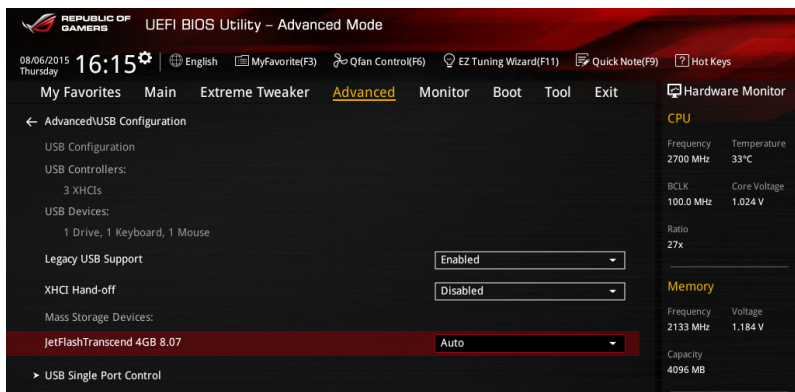 REPUBLIC OF
GAMERS
UEFI BIOS Utility – Advanced Mode
08/06/2015
Thursday
16:15
English
MyFavorite(F3)
Qfan Control(F6)
EZ Tuning Wizard(F11)
Quick Note(F9)
? Hot Keys
My Favorites Main Extreme Tweaker Advanced Monitor Boot Tool Exit
Hardware Monitor
← Advanced\USB Configuration
USB Configuration
USB Controllers:
3 XHCIs
USB Devices:
1 Drive, 1 Keyboard, 1 Mouse
Legacy USB Support Enabled
XHCI Hand-off Disabled
Mass Storage Devices:
JetFlashTranscend 4GB 8.07 Auto
> USB Single Port Control
CPU
Frequency Temperature
2700 MHz 33°C
BCLK Core Voltage
100.0 MHz 1.024 V
Ratio
27x
Memory
Frequency Voltage
2133 MHz 1.184 V
Capacity
4096 MB